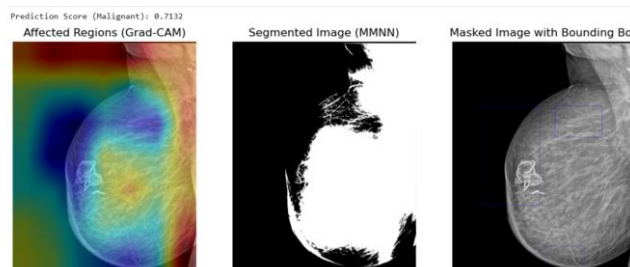 Prediction Score (Malignant): 0.7132
Affected Regions (Grad-CAM)
Segmented Image (MMNN)
Masked Image with Bounding Bo